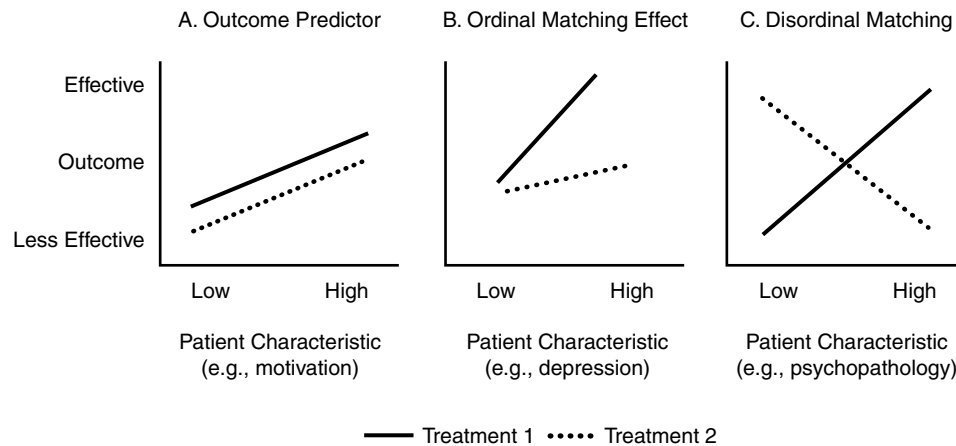 A. Outcome Predictor
B. Ordinal Matching Effect
C. Disordinal Matching
Effective
Outcome
Less Effective
Low High
Low High
Low High
Patient Characteristic
(e.g., motivation)
Patient Characteristic
(e.g., depression)
Patient Characteristic
(e.g., psychopathology)
Treatment 1
Treatment 2